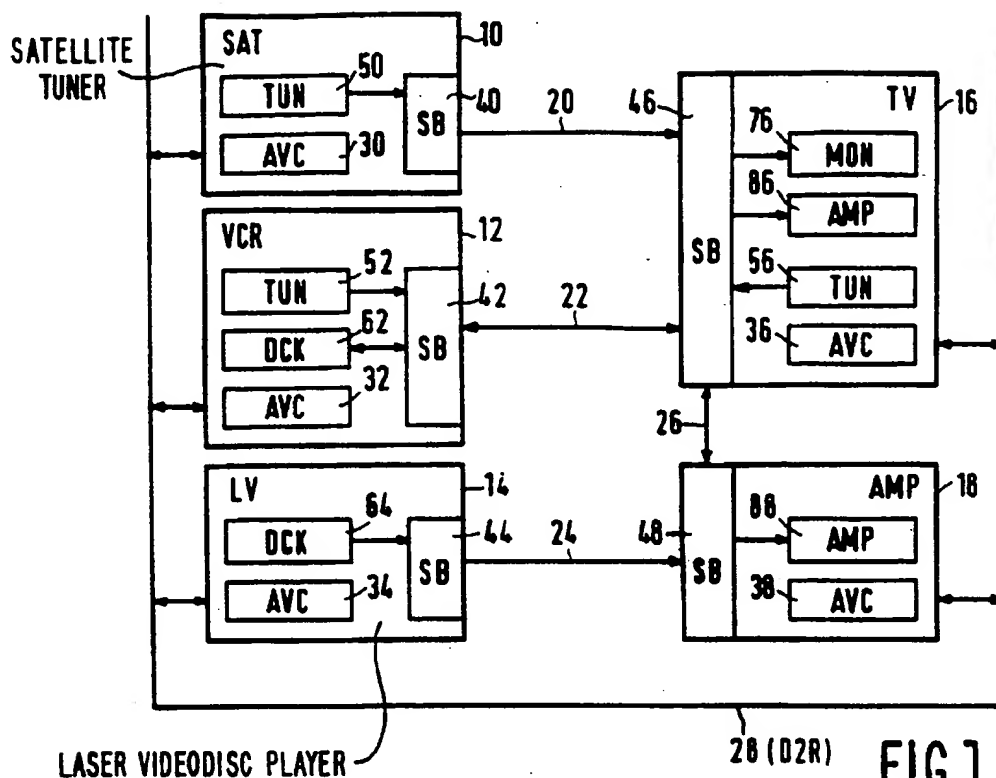 SATELLITE
TUNER
SAT
10
50
TUN
40
SB
AVC
30
20
VCR
12
52
TUN
42
62
DCK
SB
32
AVC
22
LV
14
64
DCK
44
SB
AVC
34
24
LASER VIDEODISC PLAYER
46
TV
16
76
MON
86
AMP
SB
56
TUN
36
AVC
26
AMP
18
88
48
AMP
SB
38
AVC
28 (D2R)
FIG.1